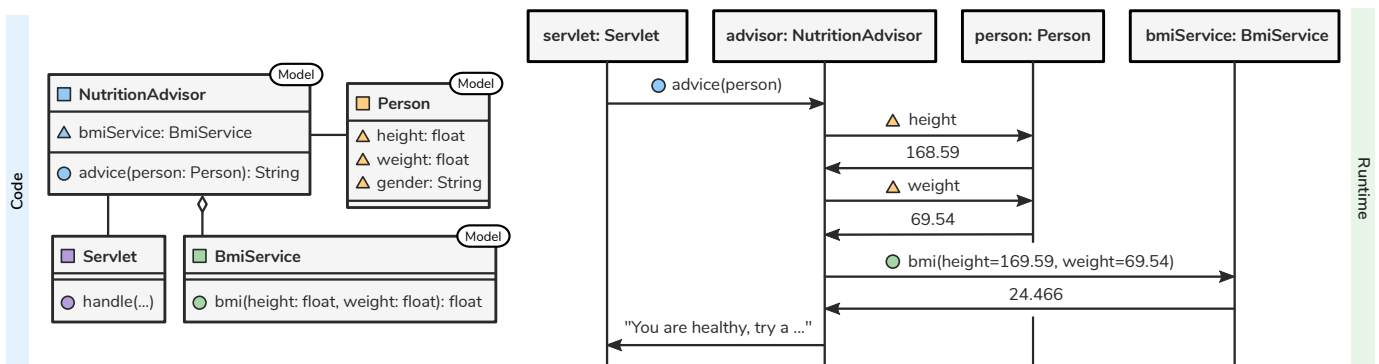 Code
NutritionAdvisor
Model
bmiService: BmiService
advice(person: Person): String
Person
Model
height: float
weight: float
gender: String
Servlet
handle(...)
BmiService
Model
bmi(height: float, weight: float): float
servlet: Servlet
advisor: NutritionAdvisor
person: Person
bmiService: BmiService
advice(person)
height
168.59
weight
69.54
bmi(height=169.59, weight=69.54)
24.466
"You are healthy, try a ..."
Runtime